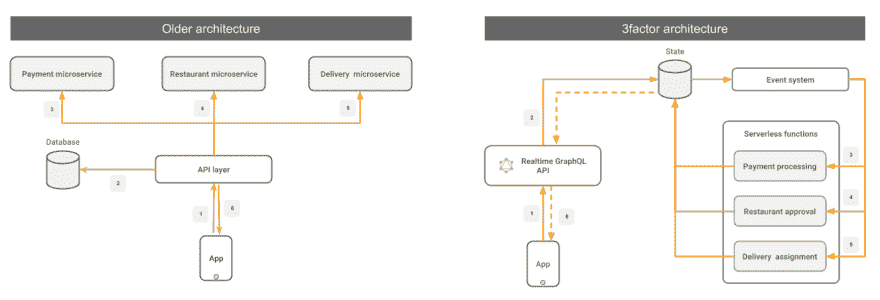 Older architecture
Payment microservice
Restaurant microservice
Delivery microservice
3
4
5
Database
API layer
2
1
6
App
3factor architecture
State
Event system
2
Serverless functions
Realtime GraphQL
API
Payment processing
3
Restaurant approval
4
1
6
Delivery assignment
5
App